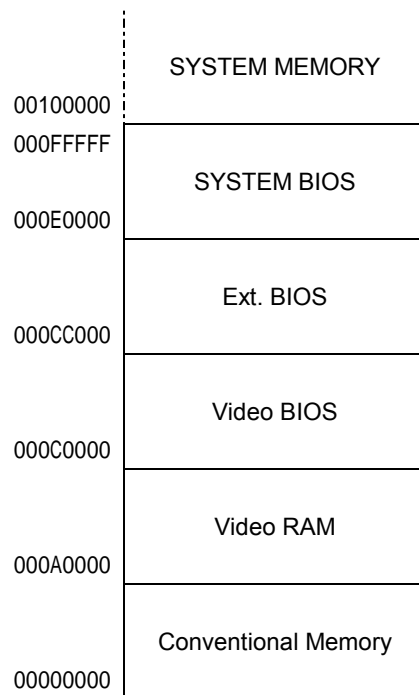 SYSTEM MEMORY
00100000
000FFFFF
SYSTEM BIOS
000E0000
Ext. BIOS
000CC000
Video BIOS
000C0000
Video RAM
000A0000
Conventional Memory
00000000